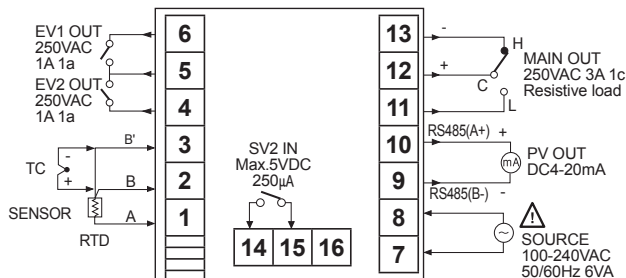 EV1 OUT
250VAC
1A 1a
EV2 OUT
250VAC
1A 1a
B'
TC
-
+
B
SENSOR
A
RTD
6
5
4
3
2
1
SV2 IN
Max.5VDC
250µA
14 15 16
13
12
11
10
9
8
7
-
H
+
C
L
MAIN OUT
250VAC 3A 1c
Resistive load
RS485(A+) +
mA
PV OUT
DC4-20mA
RS485(B-) -
SOURCE
100-240VAC
50/60Hz 6VA